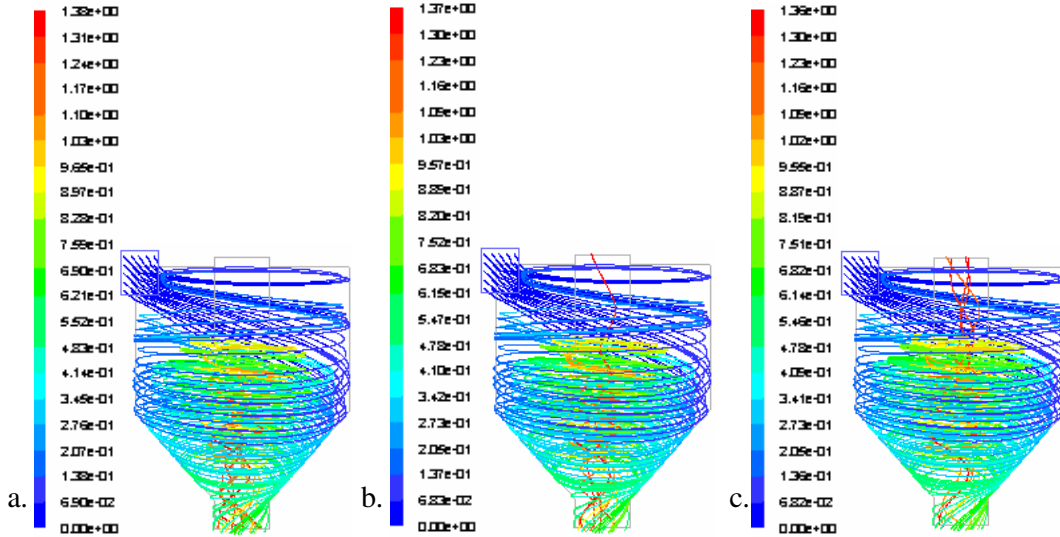 1.38e+00
1.31e+00
1.24e+00
1.17e+00
1.10e+00
1.03e+00
9.65e-01
8.97e-01
8.28e-01
7.59e-01
6.90e-01
6.21e-01
5.52e-01
4.83e-01
4.14e-01
3.45e-01
2.76e-01
2.07e-01
1.38e-01
6.90e-02
0.00e+00
a.
1.37e+00
1.30e+00
1.23e+00
1.16e+00
1.09e+00
1.03e+00
9.57e-01
8.89e-01
8.20e-01
7.52e-01
6.83e-01
6.15e-01
5.47e-01
4.78e-01
4.10e-01
3.42e-01
2.73e-01
2.05e-01
1.37e-01
6.83e-02
0.00e+00
b.
1.36e+00
1.30e+00
1.23e+00
1.16e+00
1.09e+00
1.02e+00
9.55e-01
8.87e-01
8.19e-01
7.51e-01
6.82e-01
6.14e-01
5.46e-01
4.78e-01
4.09e-01
3.41e-01
2.73e-01
2.05e-01
1.36e-01
6.82e-02
0.00e+00
c.